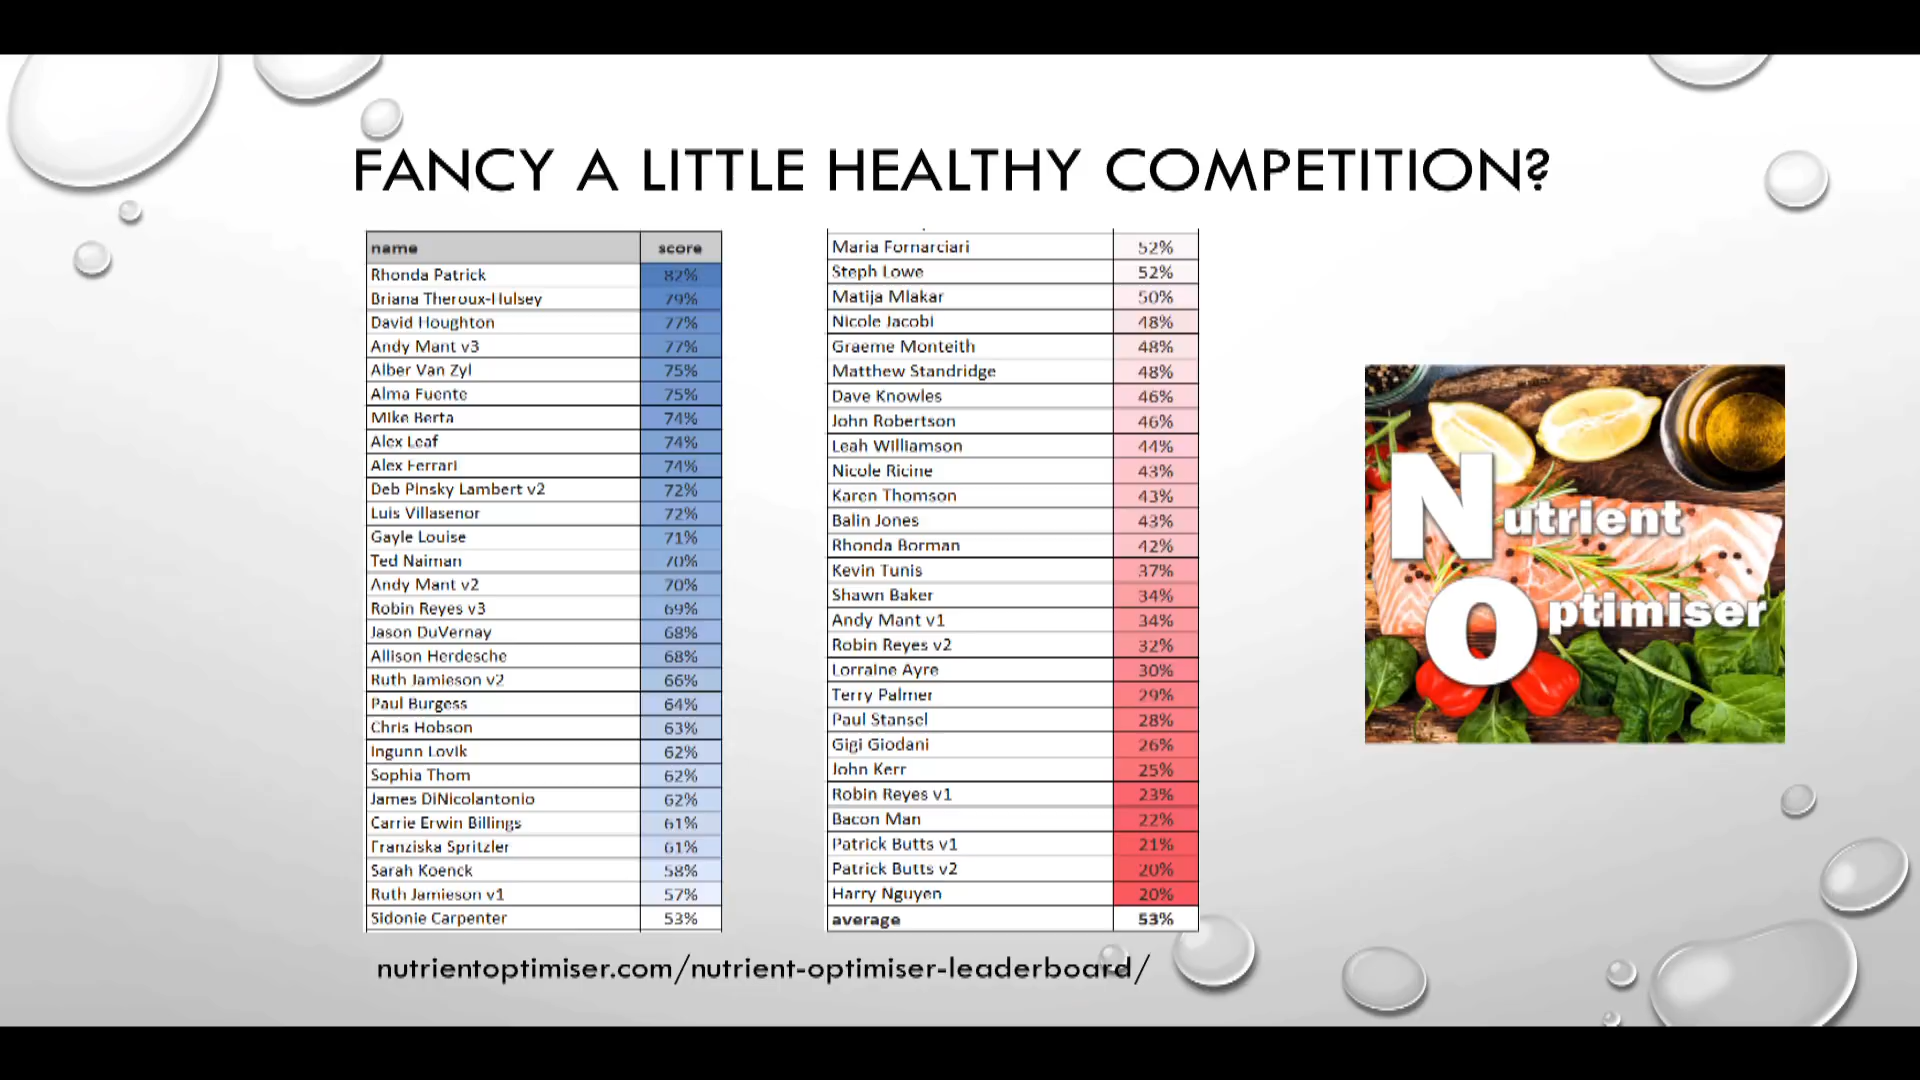 FANCY A LITTLE HEALTHY COMPETITION?
name score
Rhonda Patrick 82%
Briana Theroux-Hulsey 79%
David Houghton 77%
Andy Mant v3 77%
Alber Van Zyl 75%
Alma Fuente 75%
Mike Berta 74%
Alex Leaf 74%
Alex Ferrari 74%
Deb Pinsky Lambert v2 72%
Luis Villasenor 72%
Gayle Louise 71%
Ted Naiman 70%
Andy Mant v2 70%
Robin Reyes v3 69%
Jason DuVernay 68%
Allison Herdesche 68%
Ruth Jamieson v2 66%
Paul Burgess 64%
Chris Hobson 63%
Ingunn Lovik 62%
Sophia Thom 62%
James DiNicolantonio 62%
Carrie Erwin Billings 61%
Franziska Spritzler 61%
Sarah Koenck 58%
Ruth Jamieson v1 57%
Sidonie Carpenter 53%
Maria Fornarciari 52%
Steph Lowe 52%
Matija Mlakar 50%
Nicole Jacobi 48%
Graeme Monteith 48%
Matthew Standridge 48%
Dave Knowles 46%
John Robertson 46%
Leah Williamson 44%
Nicole Ricine 43%
Karen Thomson 43%
Balin Jones 43%
Rhonda Borman 42%
Kevin Tunis 37%
Shawn Baker 34%
Andy Mant v1 34%
Robin Reyes v2 32%
Lorraine Ayre 30%
Terry Palmer 29%
Paul Stansel 28%
Gigi Giodani 26%
John Kerr 25%
Robin Reyes v1 23%
Bacon Man 22%
Patrick Butts v1 21%
Patrick Butts v2 20%
Harry Nguyen 20%
average 53%
Nutrient
Optimiser
nutrientoptimiser.com/nutrient-optimiser-leaderboard/